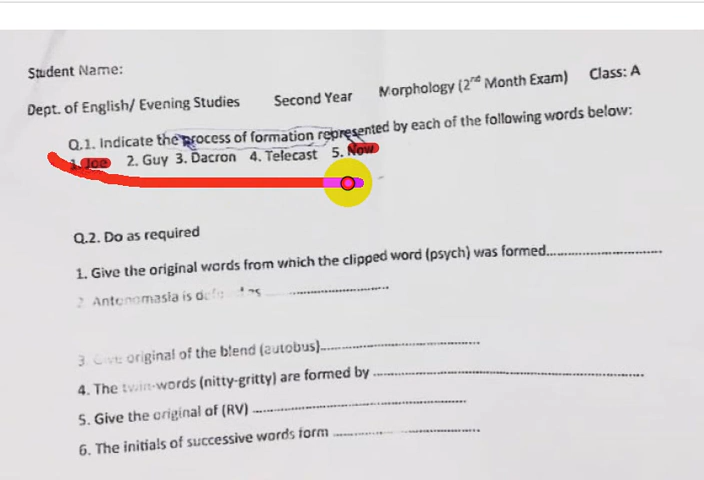 Student Name:
Dept. of English/ Evening Studies Second Year Morphology (2nd Month Exam) Class: A
Q.1. Indicate the process of formation represented by each of the following words below:
1. Joe 2. Guy 3. Dacron 4. Telecast 5. Now
Q.2. Do as required
1. Give the original words from which the clipped word (psych) was formed..............................
2. Antonomasia is defined as ..............................
3. Give original of the blend (autobus)..............................
4. The twin-words (nitty-gritty) are formed by ..............................
5. Give the original of (RV) ..............................
6. The initials of successive words form ..............................